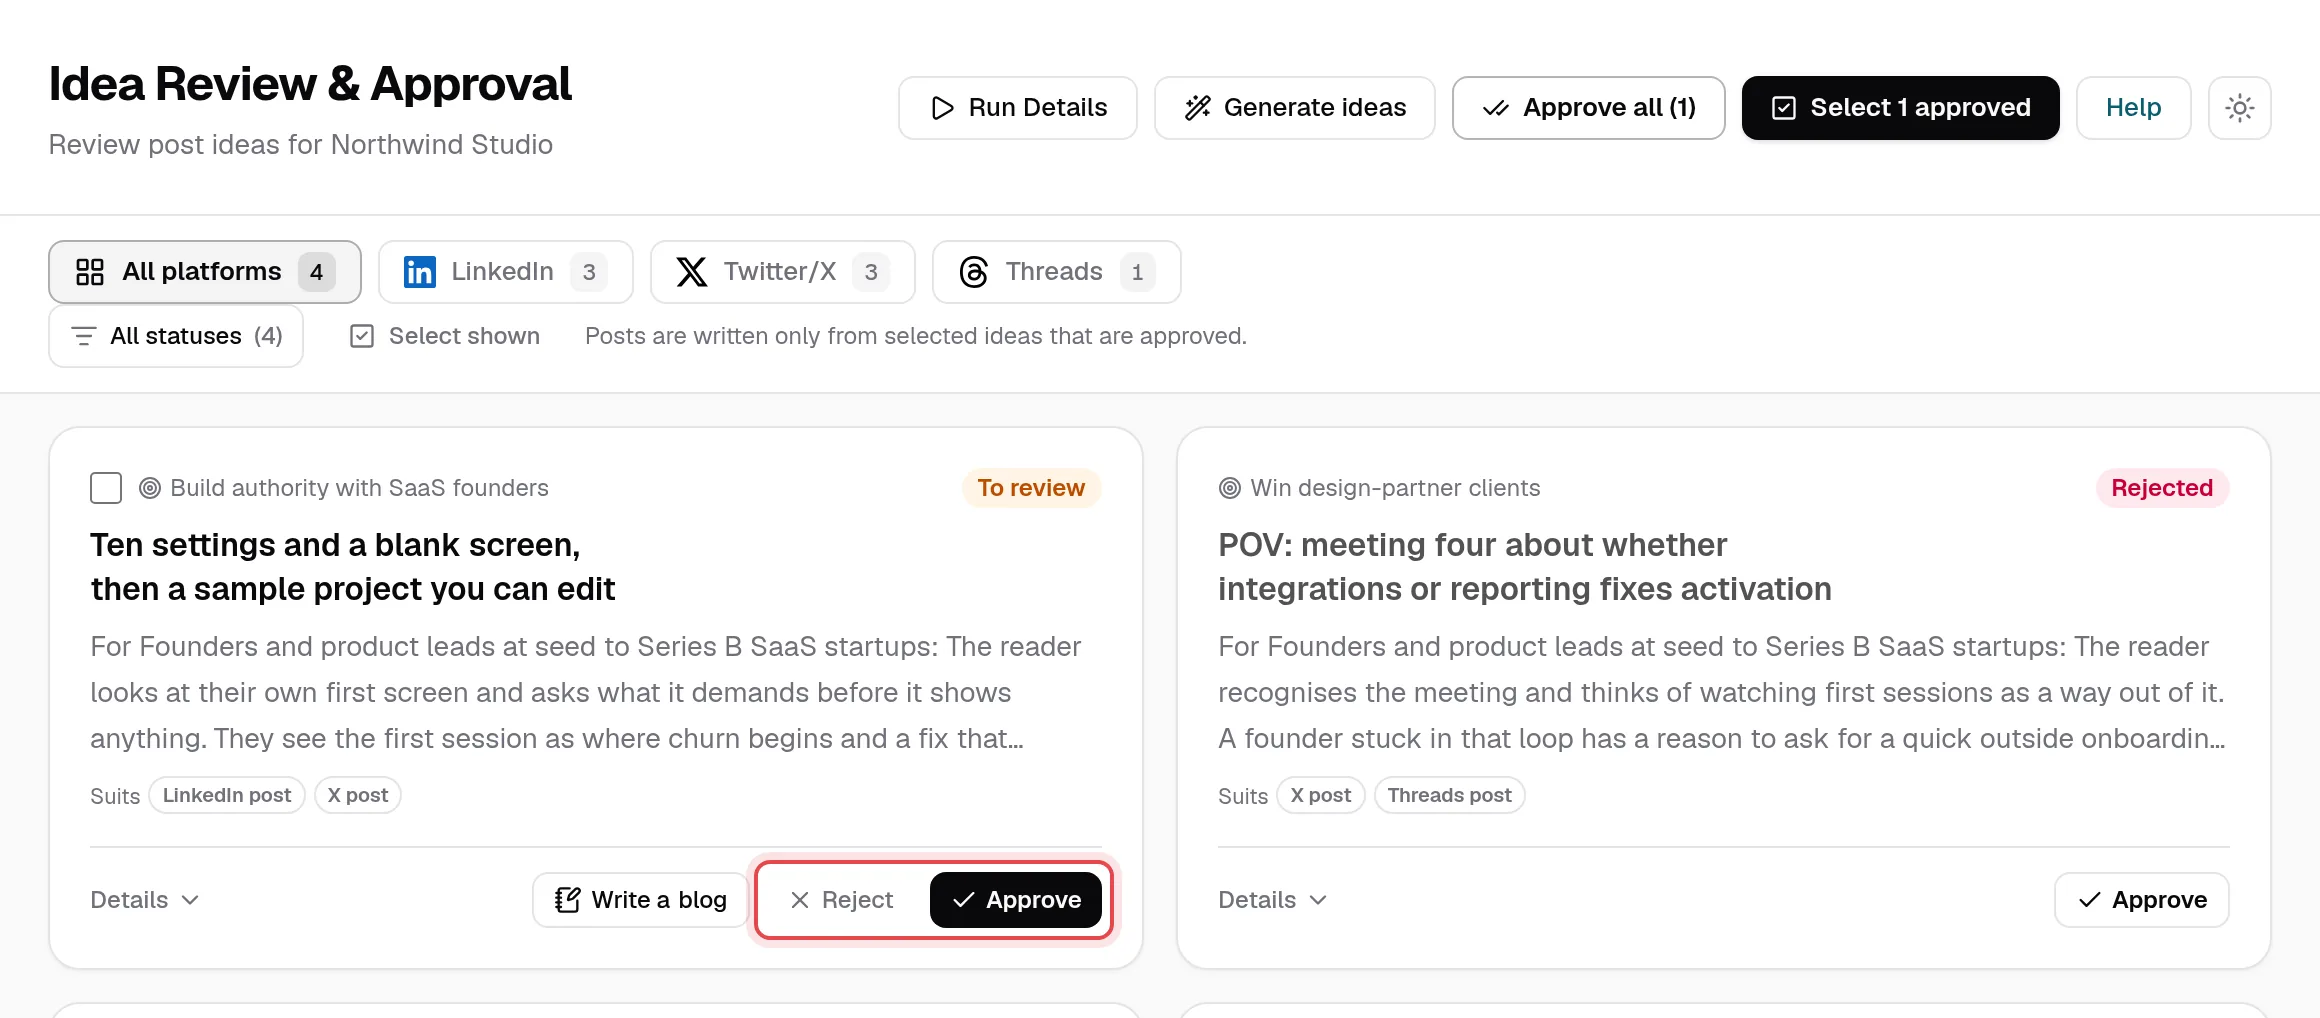 Idea Review & Approval
Review post ideas for Northwind Studio
Run Details
Generate ideas
Approve all (1)
Select 1 approved
Help
All platforms 4
LinkedIn 3
Twitter/X 3
Threads 1
All statuses (4)
Select shown
Posts are written only from selected ideas that are approved.
Build authority with SaaS founders
To review
Ten settings and a blank screen,
then a sample project you can edit
For Founders and product leads at seed to Series B SaaS startups: The reader
looks at their own first screen and asks what it demands before it shows
anything. They see the first session as where churn begins and a fix that...
Suits LinkedIn post X post
Details
Write a blog
Reject
Approve
Win design-partner clients
Rejected
POV: meeting four about whether
integrations or reporting fixes activation
For Founders and product leads at seed to Series B SaaS startups: The reader
recognises the meeting and thinks of watching first sessions as a way out of it.
A founder stuck in that loop has a reason to ask for a quick outside onboardin...
Suits X post Threads post
Details
Approve